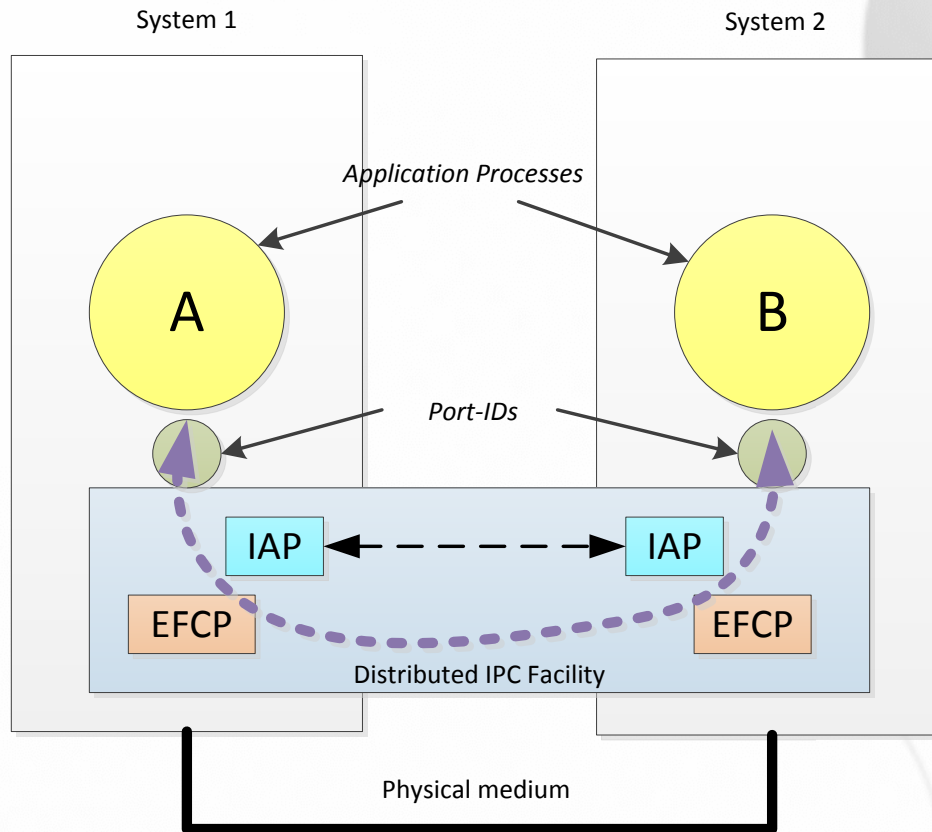 System 1
System 2
Application Processes
A
B
Port-IDs
IAP
IAP
EFCP
EFCP
Distributed IPC Facility
Physical medium